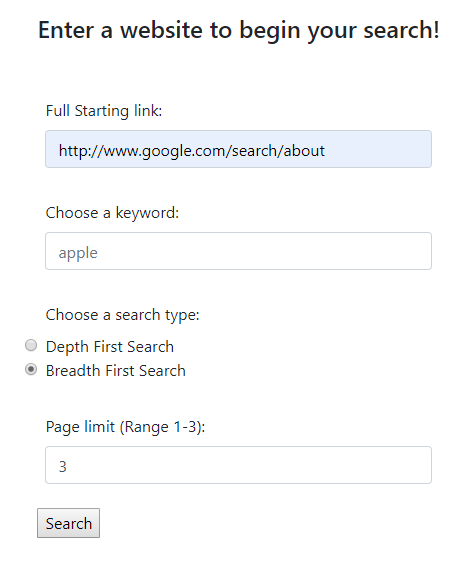 Enter a website to begin your search!
Full Starting link:
http://www.google.com/search/about
Choose a keyword:
apple
Choose a search type:
Depth First Search
Breadth First Search
Page limit (Range 1-3):
3
Search